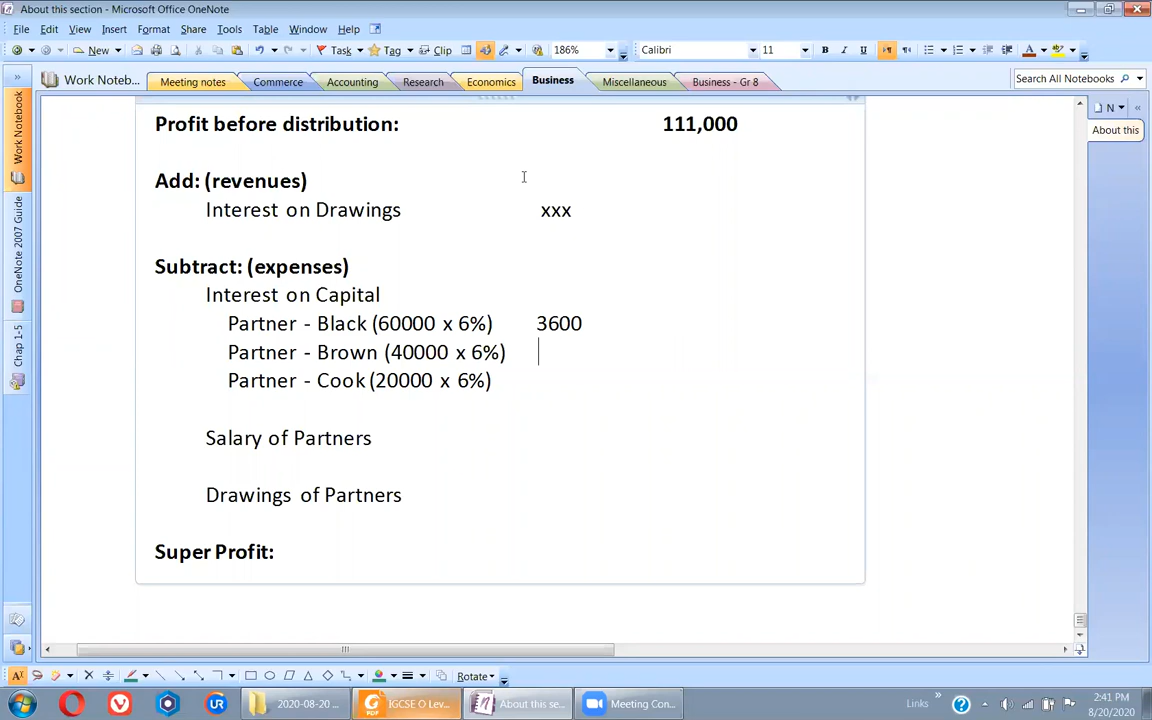 About this section - Microsoft Office OneNote
File Edit View Insert Format Share Tools Table Window Help
New Task Tag Clip 186% Calibri 11 B I U A
Work Noteb... Meeting notes Commerce Accounting Research Economics Business Miscellaneous Business - Gr 8 Search All Notebooks
N
About this
Work Notebook
OneNote 2007 Guide
Chap 1-5
Profit before distribution: 111,000
Add: (revenues)
Interest on Drawings xxx
Subtract: (expenses)
Interest on Capital
Partner - Black (60000 x 6%) 3600
Partner - Brown (40000 x 6%)
Partner - Cook (20000 x 6%)
Salary of Partners
Drawings of Partners
Super Profit:
Rotate
2020-08-20 ... IGCSE O Lev... About this se... Meeting Con... Links 2:41 PM
8/20/2020